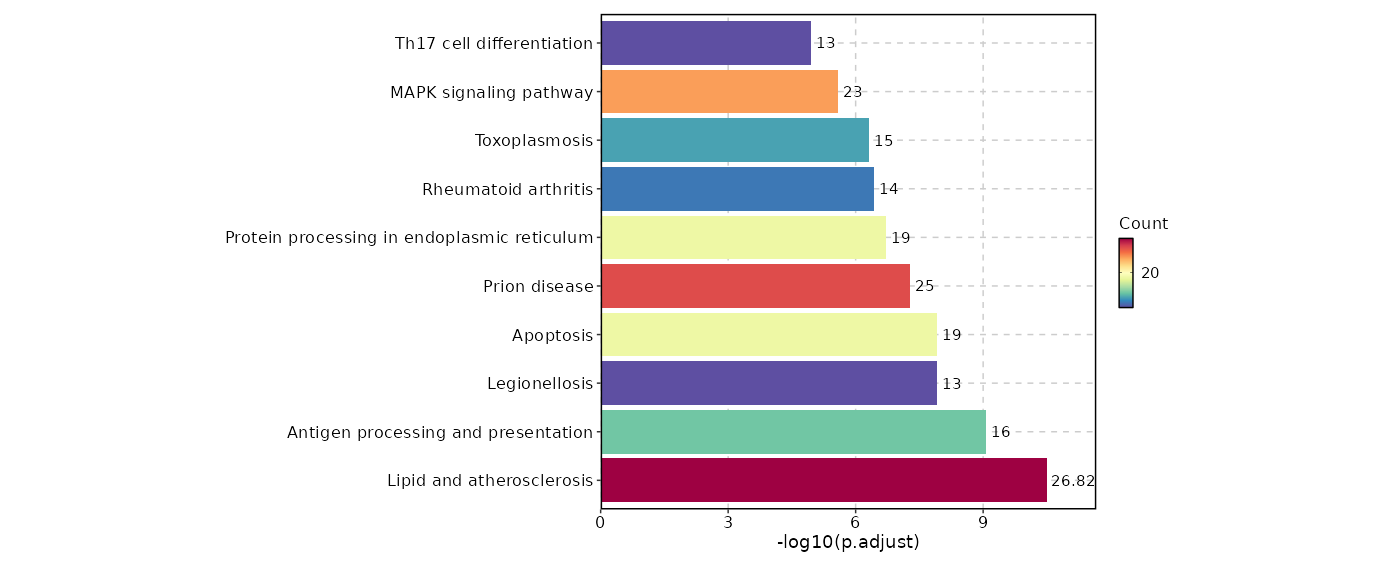 Th17 cell differentiation 13
MAPK signaling pathway 23
Toxoplasmosis 15
Rheumatoid arthritis 14
Protein processing in endoplasmic reticulum 19
Prion disease 25
Apoptosis 19
Legionellosis 13
Antigen processing and presentation 16
Lipid and atherosclerosis 26.82
0 3 6 9
-log10(p.adjust)
Count
20